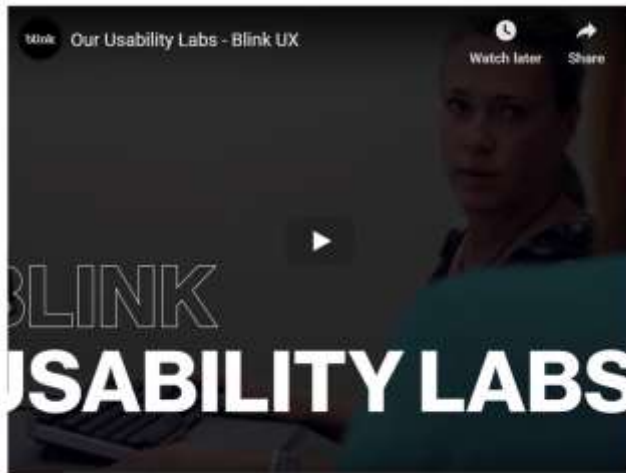 blink Our Usability Labs - Blink UX
Watch later Share
BLINK
USABILITY LABS